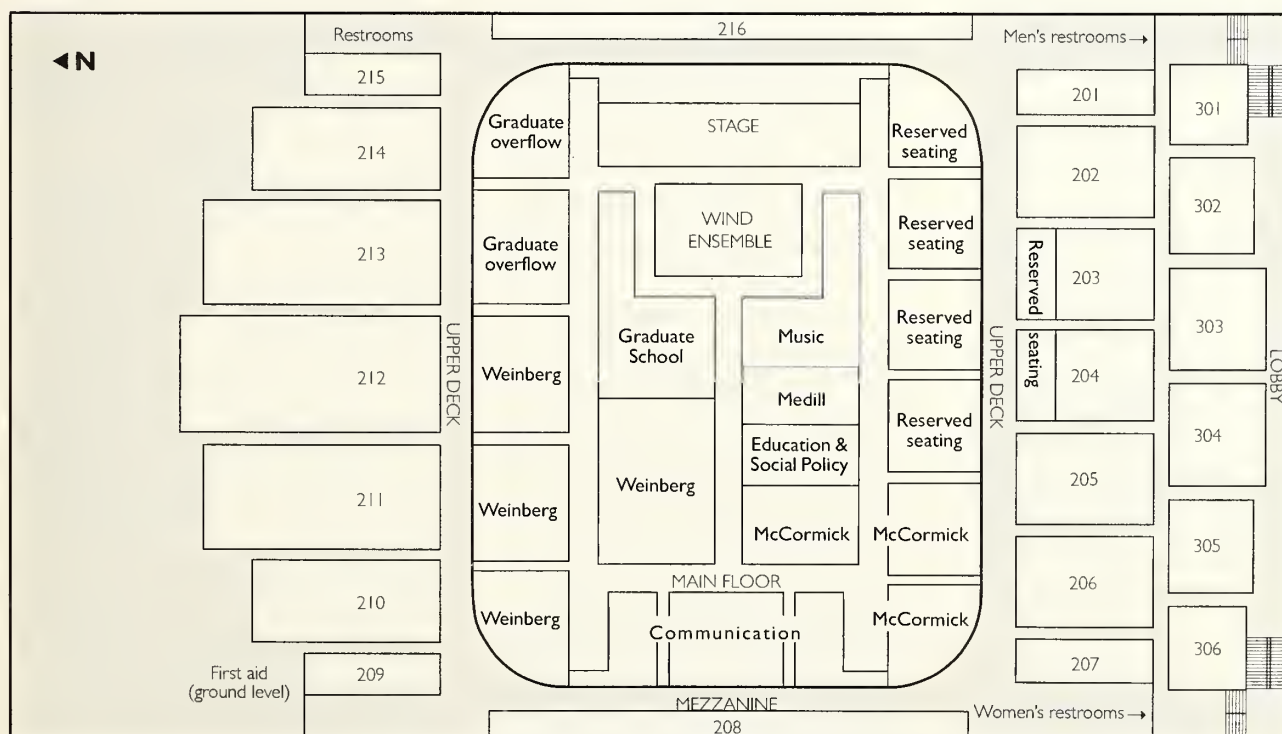 216
N
Restrooms
215
214
213
212
211
210
209
First aid
(ground level)
UPPER DECK
Graduate
overflow
Graduate
overflow
Weinberg
Weinberg
Weinberg
STAGE
WIND
ENSEMBLE
Graduate
School
Weinberg
Music
Medill
Education &
Social Policy
McCormick
MAIN FLOOR
Communication
MEZZANINE
208
Reserved
seating
Reserved
seating
Reserved
seating
Reserved
seating
McCormick
McCormick
UPPER DECK
Men's restrooms→
201
202
Reserved
seating
203
204
205
206
207
Women's restrooms→
301
302
303
304
305
306
LOBBY